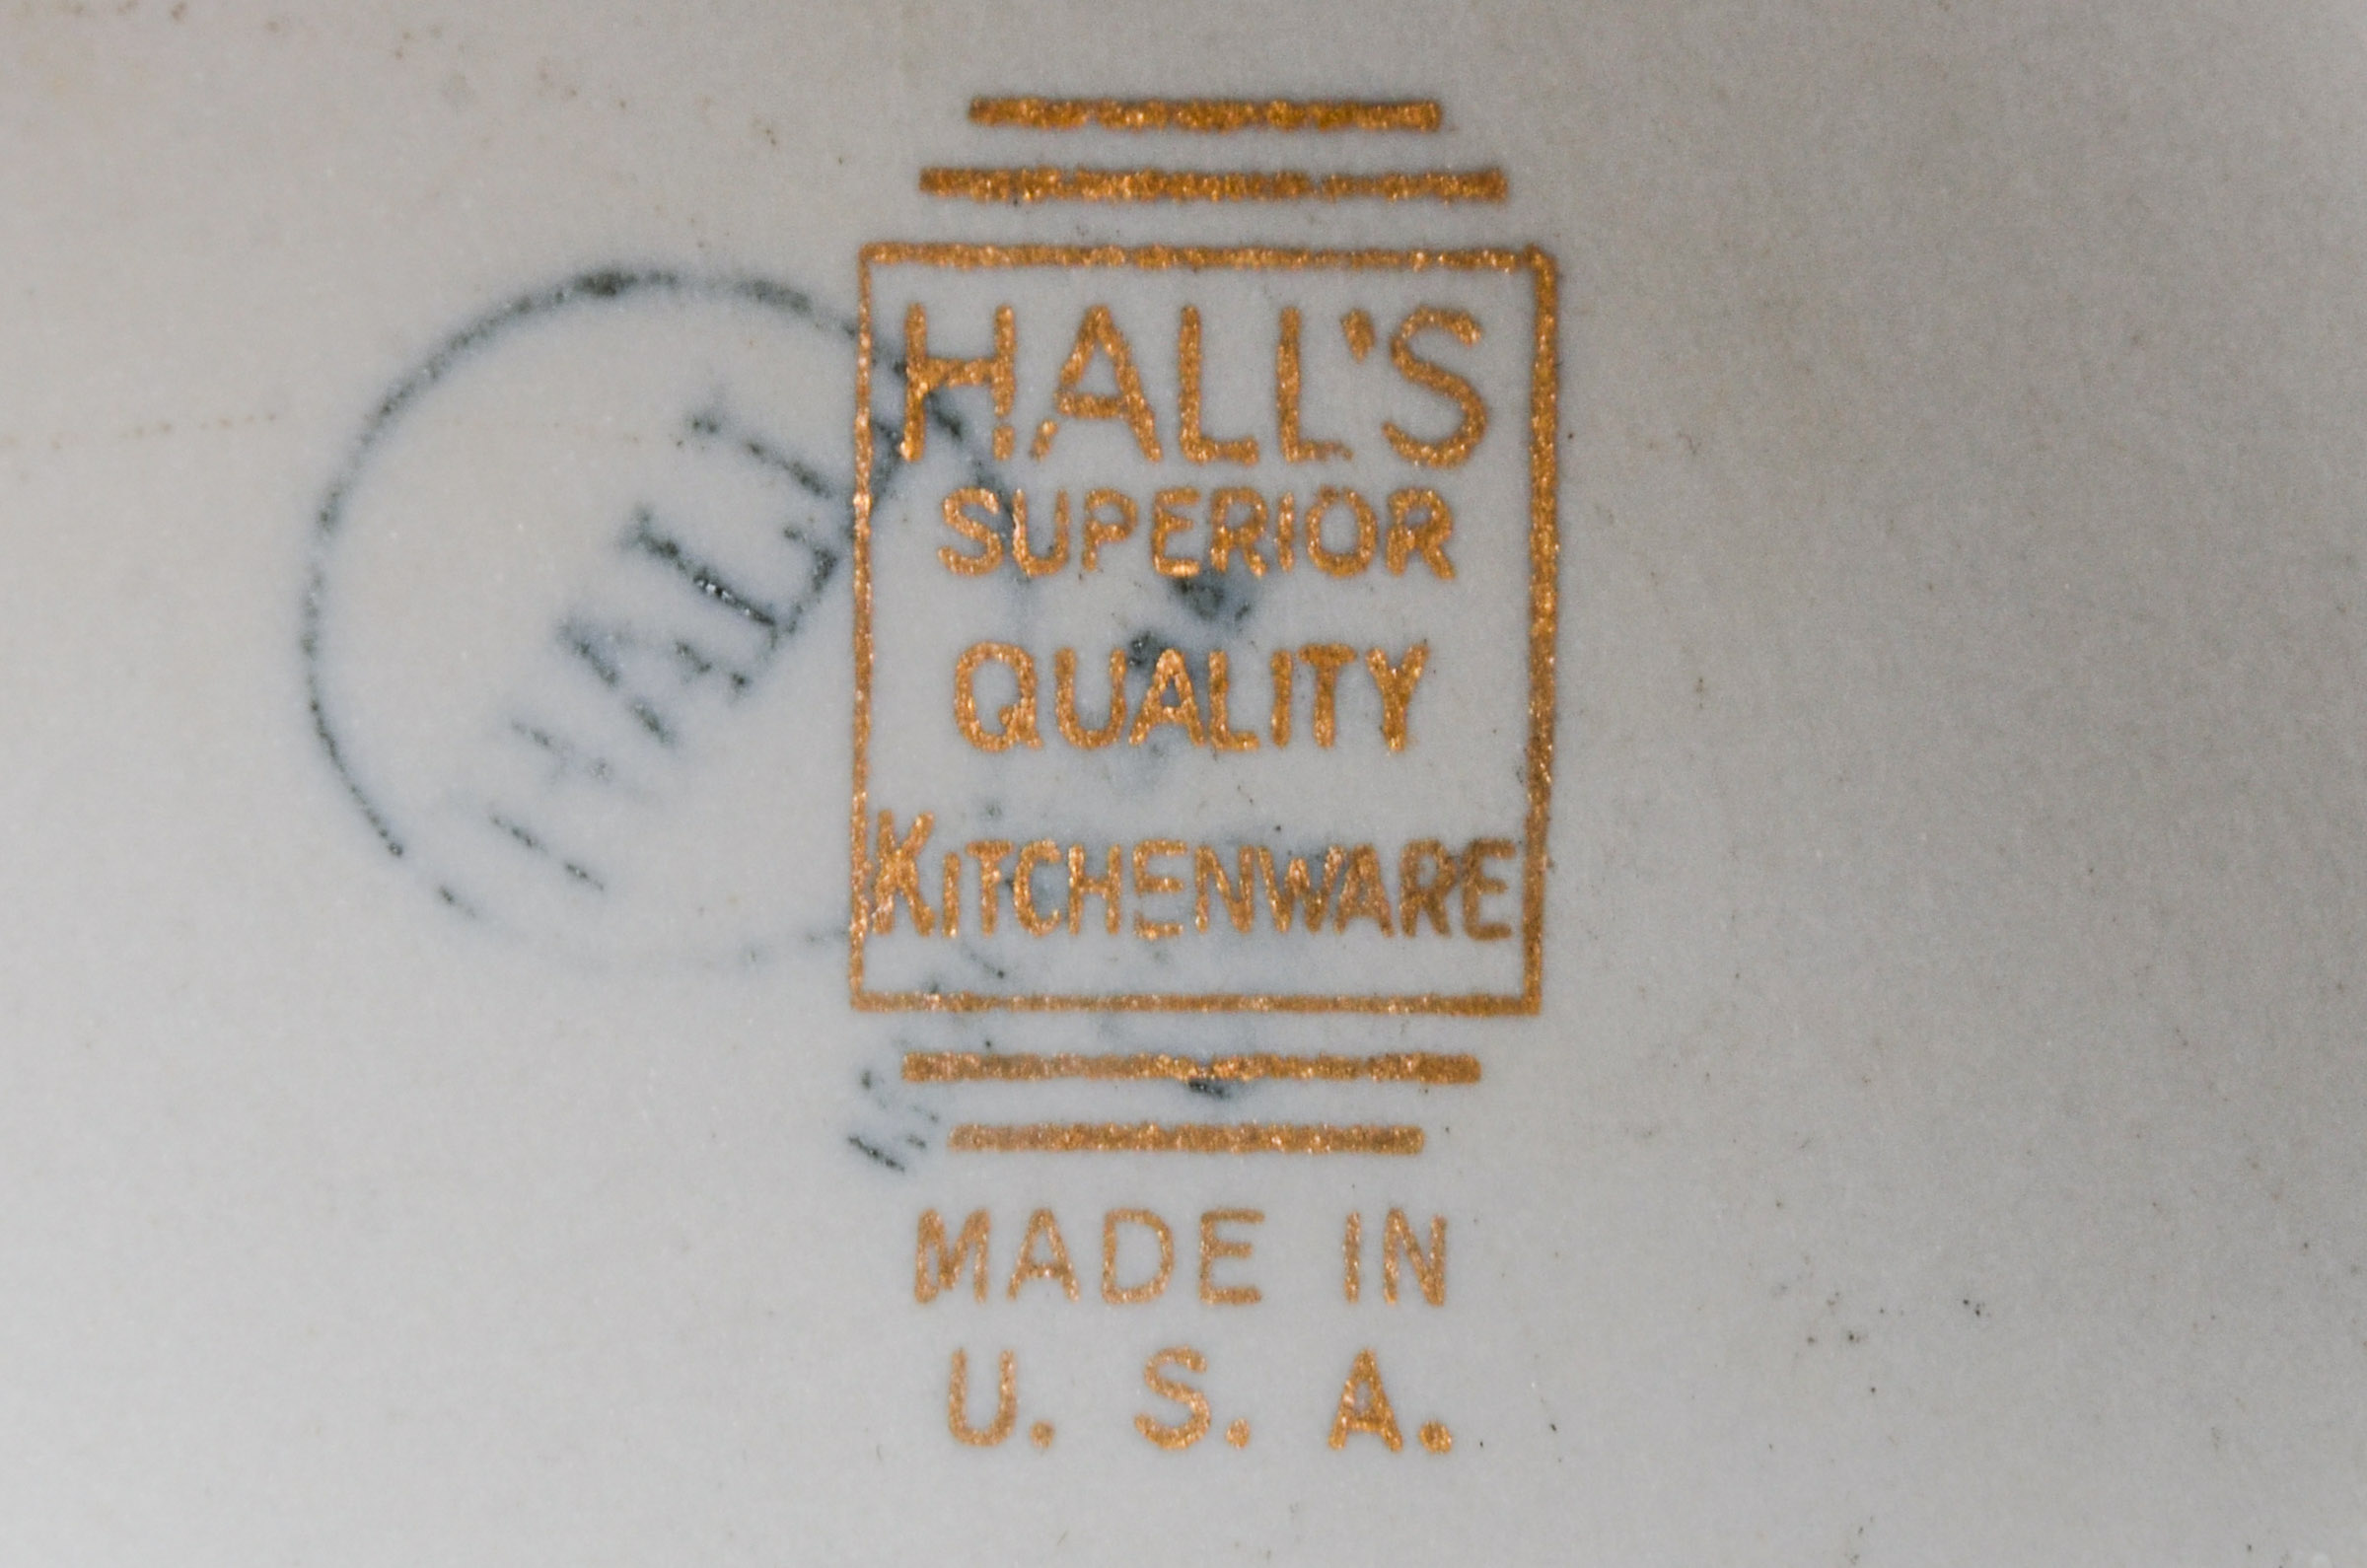 HALL'S
SUPERIOR
QUALITY
KITCHENWARE
MADE IN
U. S. A.
HALL